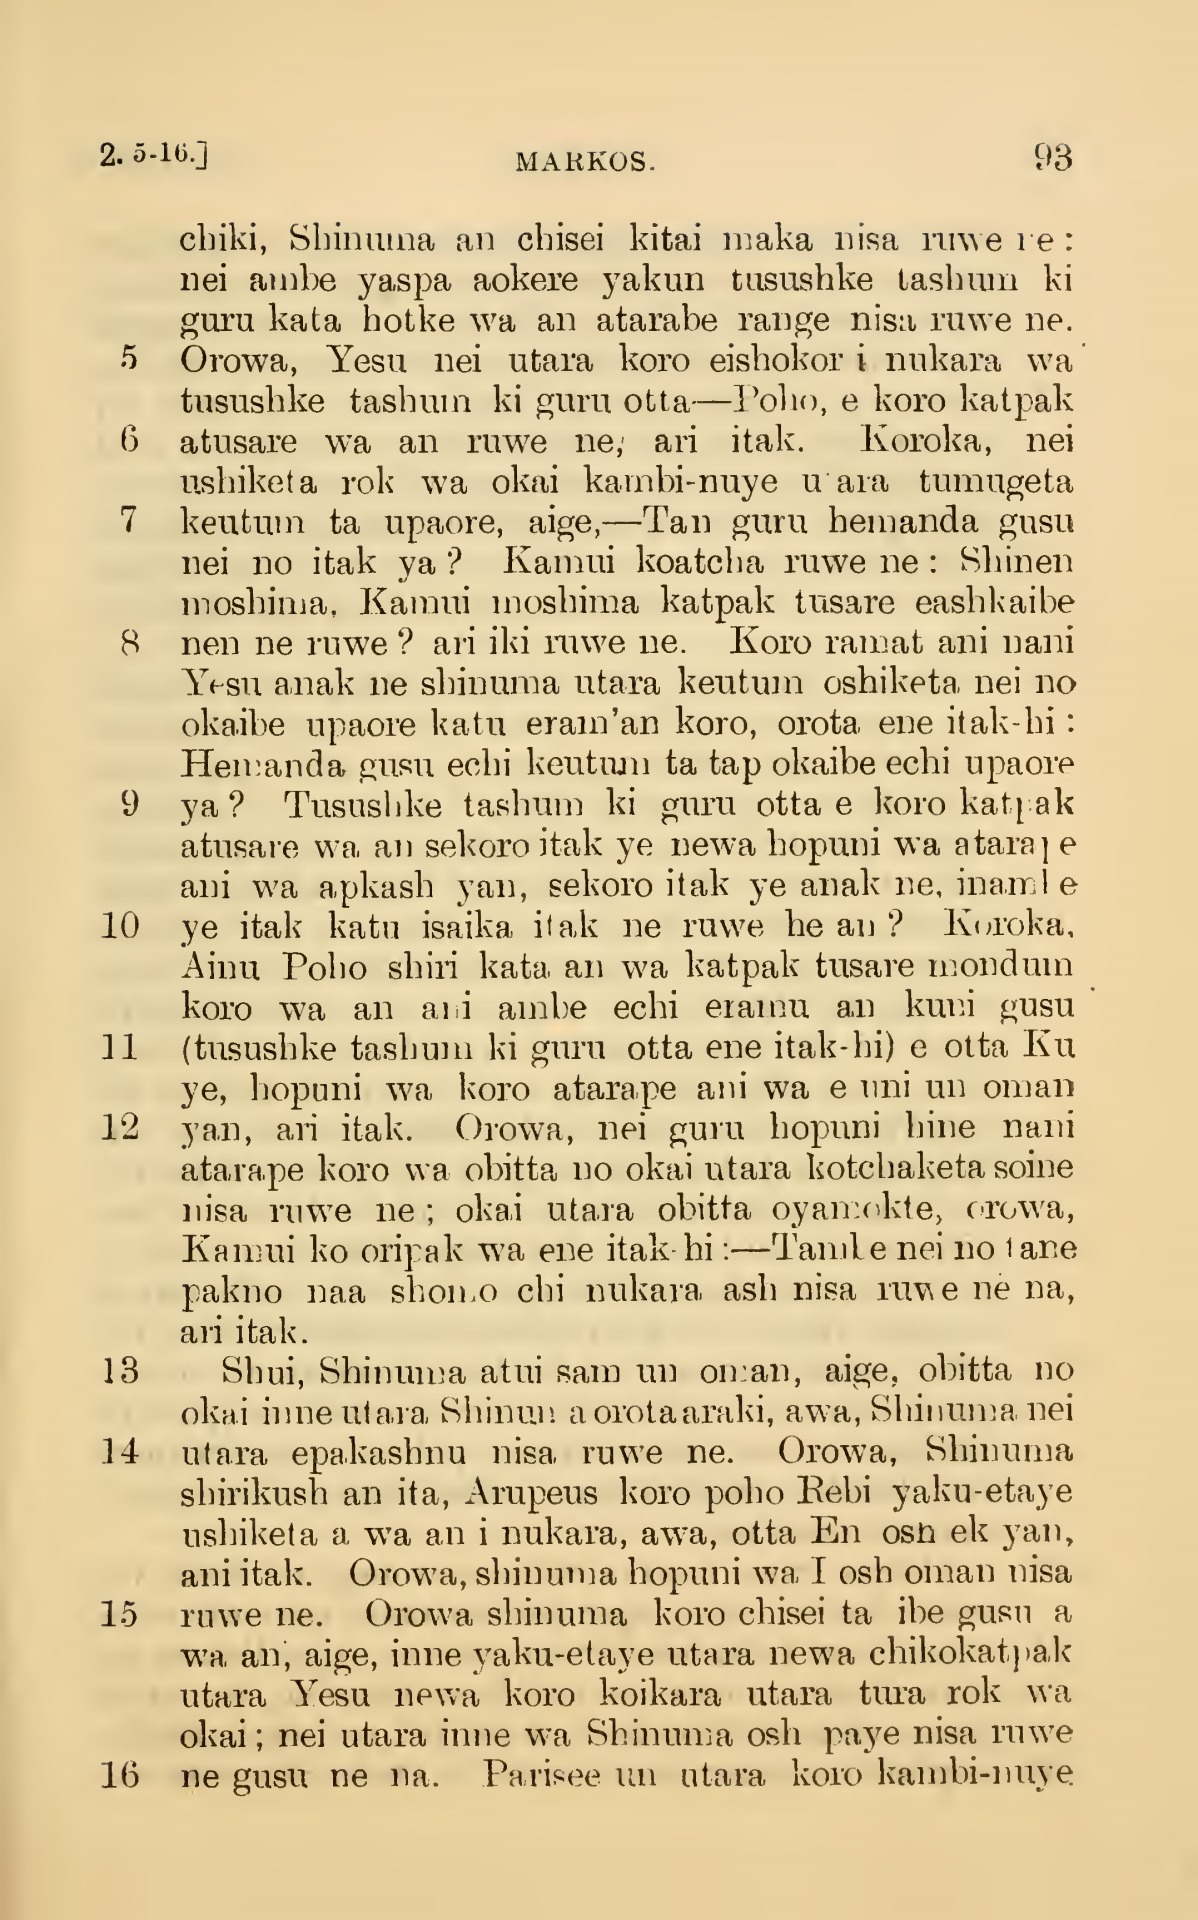 2. 5-16.] MARKOS. 93
chiki, Shinuma an chisei kitai maka nisa ruwe ne:
nei ambe yaspa aokere yakun tusushke tashum ki
guru kata hotke wa an atarabe range nisa ruwe ne.
5 Orowa, Yesu nei utara koro eishokor i nukara wa
tusushke tashum ki guru otta—Poho, e koro katpak
6 atusare wa an ruwe ne, ari itak. Koroka, nei
ushiketa rok wa okai kambi-nuye utara tumugeta
7 keutum ta upaore, aige,—Tan guru hemanda gusu
nei no itak ya? Kamui koatcha ruwe ne: Shinen
moshima, Kamui moshima katpak tusare eashkaibe
8 nen ne ruwe? ari iki ruwe ne. Koro ramat ani nani
Yesu anak ne shinuma utara keutum oshiketa nei no
okaibe upaore katu eram'an koro, orota ene itak-hi:
Hemanda gusu echi keutum ta tap okaibe echi upaore
9 ya? Tusushke tashum ki guru otta e koro katpak
atusare wa an sekoro itak ye newa hopuni wa atarape
ani wa apkash yan, sekoro itak ye anak ne, inambe
10 ye itak katu isaika itak ne ruwe he an? Koroka,
Ainu Poho shiri kata an wa katpak tusare mondum
koro wa an ani ambe echi eramu an kuni gusu
11 (tusushke tashum ki guru otta ene itak-hi) e otta Ku
ye, hopuni wa koro atarape ani wa e uni un oman
12 yan, ari itak. Orowa, nei guru hopuni hine nani
atarape koro wa obitta no okai utara kotchaketa soine
nisa ruwe ne; okai utara obitta oyamokte, orowa,
Kamui ko oripak wa ene itak-hi:—Tambe nei no tane
pakno naa shomo chi nukara ash nisa ruwe ne na,
ari itak.
13 Shui, Shinuma atui sam un oman, aige, obitta no
okai inne utara Shinuma orota araki, awa, Shinuma nei
14 utara epakashnu nisa ruwe ne. Orowa, Shinuma
shirikush an ita, Arupeus koro poho Rebi yaku-etaye
ushiketa a wa an i nukara, awa, otta En osh ek yan,
ani itak. Orowa, shinuma hopuni wa I osh oman nisa
15 ruwe ne. Orowa shinuma koro chisei ta ibe gusu a
wa an, aige, inne yaku-etaye utara newa chikokatpak
utara Yesu newa koro koikara utara tura rok wa
okai; nei utara inne wa Shinuma osh paye nisa ruwe
16 ne gusu ne na. Parisee un utara koro kambi-nuye